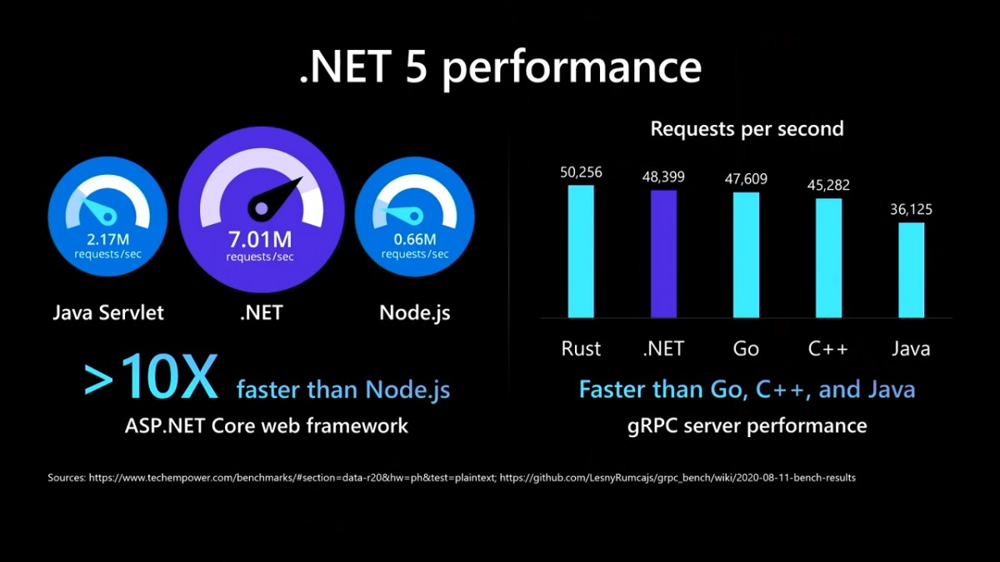 .NET 5 performance
2.17M
requests/sec
Java Servlet
7.01M
requests/sec
.NET
0.66M
requests/sec
Node.js
>10X faster than Node.js
ASP.NET Core web framework
Requests per second
50,256
48,399
47,609
45,282
36,125
Rust
.NET
Go
C++
Java
Faster than Go, C++, and Java
gRPC server performance
Sources: https://www.techempower.com/benchmarks/#section=data-r20&hw=ph&test=plaintext; https://github.com/LesnyRumcajs/grpc_bench/wiki/2020-08-11-bench-results